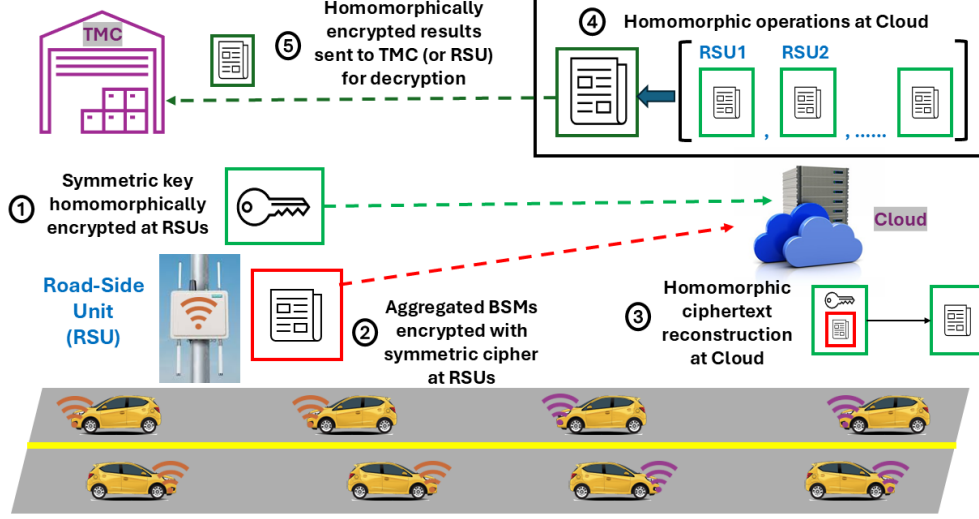 TMC
5
Homomorphically
encrypted results
sent to TMC (or RSU)
for decryption
4
Homomorphic operations at Cloud
RSU1
RSU2
, , ......
1
Symmetric key
homomorphically
encrypted at RSUs
Cloud
Road-Side
Unit
(RSU)
2
Aggregated BSMs
encrypted with
symmetric cipher
at RSUs
3
Homomorphic
ciphertext
reconstruction
at Cloud